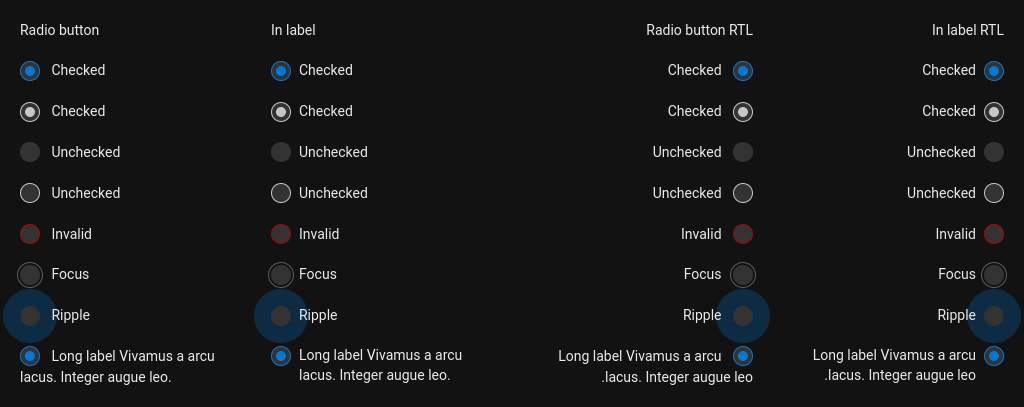 Radio button
Checked
Checked
Unchecked
Unchecked
Invalid
Focus
Ripple
Long label Vivamus a arcu
lacus. Integer augue leo.
In label
Checked
Checked
Unchecked
Unchecked
Invalid
Focus
Ripple
Long label Vivamus a arcu
lacus. Integer augue leo.
Radio button RTL
Checked
Checked
Unchecked
Unchecked
Invalid
Focus
Ripple
Long label Vivamus a arcu
.lacus. Integer augue leo
In label RTL
Checked
Checked
Unchecked
Unchecked
Invalid
Focus
Ripple
Long label Vivamus a arcu
.lacus. Integer augue leo